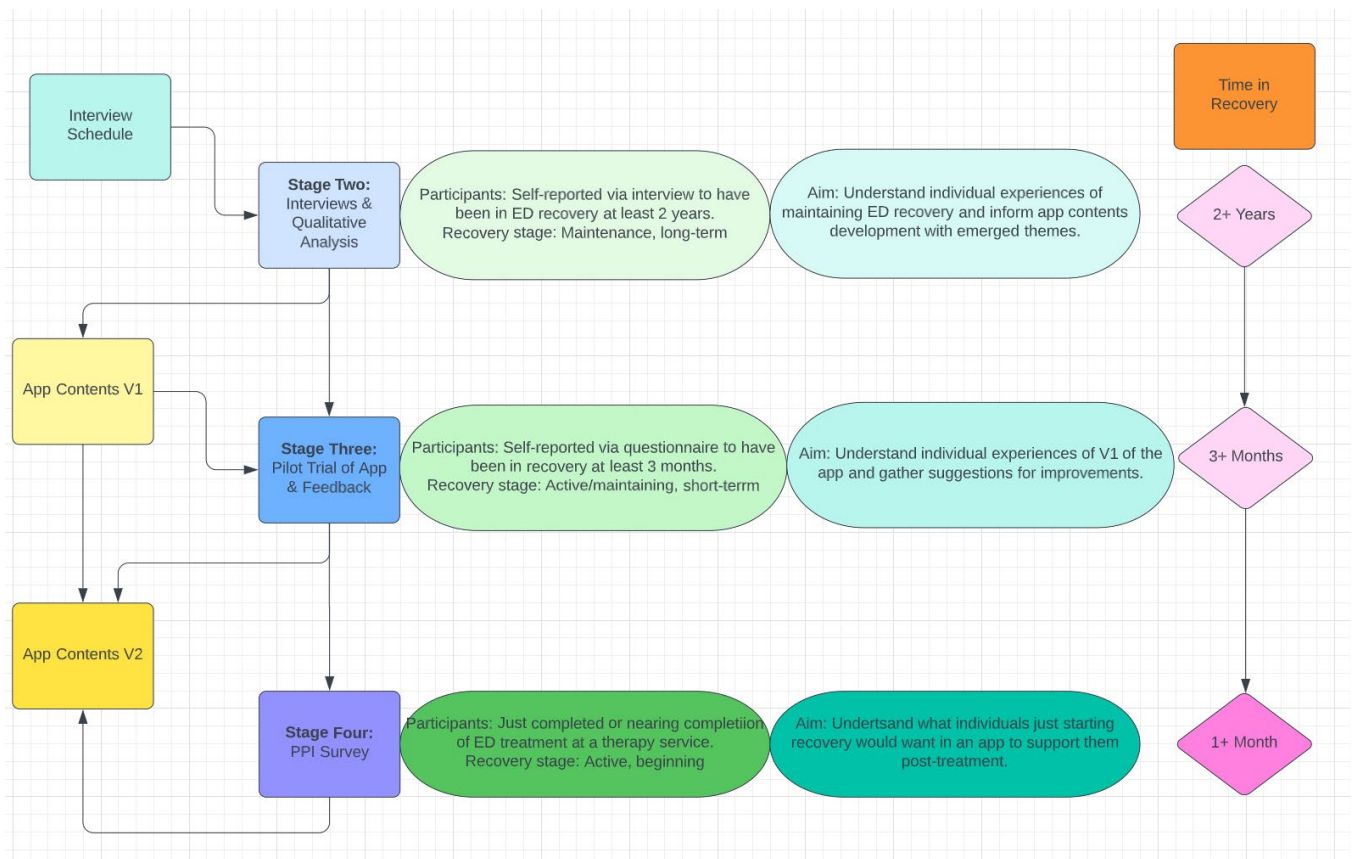 Interview
Schedule
Time in
Recovery
Stage Two:
Interviews &
Qualitative
Analysis
Participants: Self-reported via interview to have
been in ED recovery at least 2 years.
Recovery stage: Maintenance, long-term
Aim: Understand individual experiences of
maintaining ED recovery and inform app contents
development with emerged themes.
2+ Years
App Contents V1
Stage Three:
Pilot Trial of App
& Feedback
Participants: Self-reported via questionnaire to have
been in recovery at least 3 months.
Recovery stage: Active/maintaining, short-terrm
Aim: Understand individual experiences of V1 of the
app and gather suggestions for improvements.
3+ Months
App Contents V2
Stage Four:
PPI Survey
Participants: Just completed or nearing completiion
of ED treatment at a therapy service.
Recovery stage: Active, beginning
Aim: Undertsand what individuals just starting
recovery would want in an app to support them
post-treatment.
1+ Month